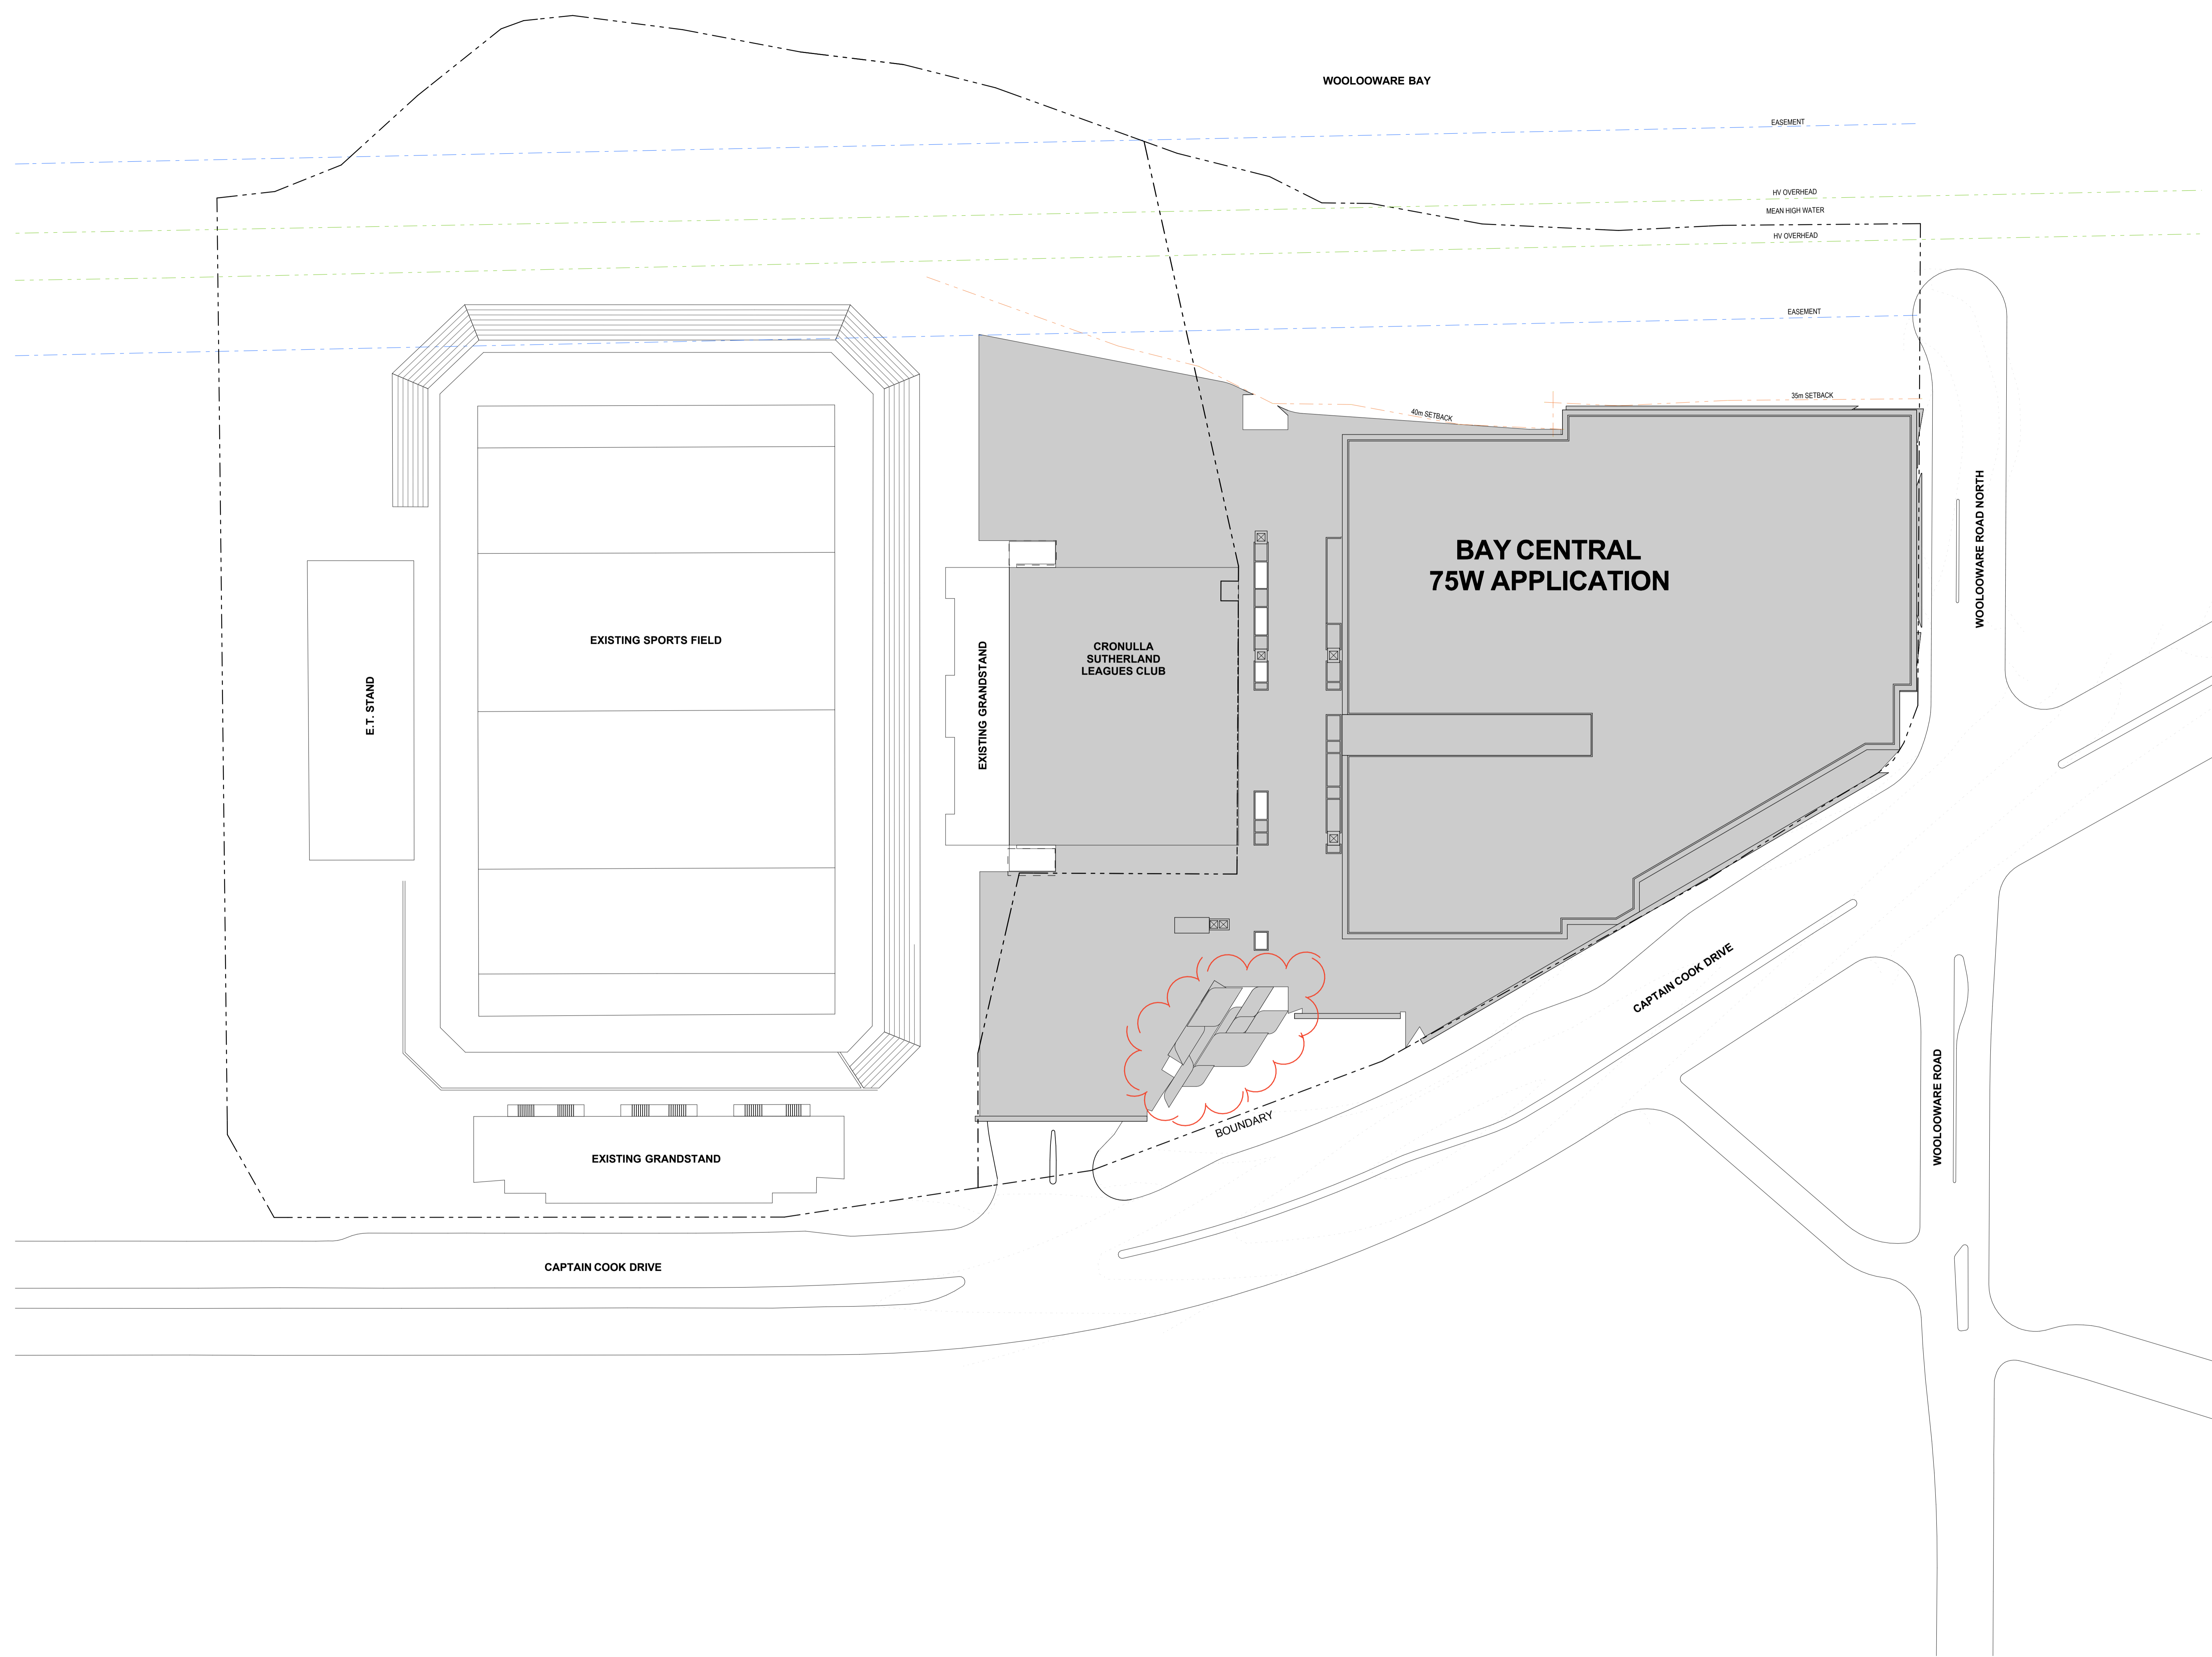 WOOLOOWARE BAY
EASEMENT
HV OVERHEAD
MEAN HIGH WATER
HV OVERHEAD
EASEMENT
35m SETBACK
40m SETBACK
BAY CENTRAL
75W APPLICATION
WOOLOOWARE ROAD NORTH
EXISTING SPORTS FIELD
E.T. STAND
EXISTING GRANDSTAND
CRONULLA
SUTHERLAND
LEAGUES CLUB
CAPTAIN COOK DRIVE
WOOLOOWARE ROAD
BOUNDARY
EXISTING GRANDSTAND
CAPTAIN COOK DRIVE